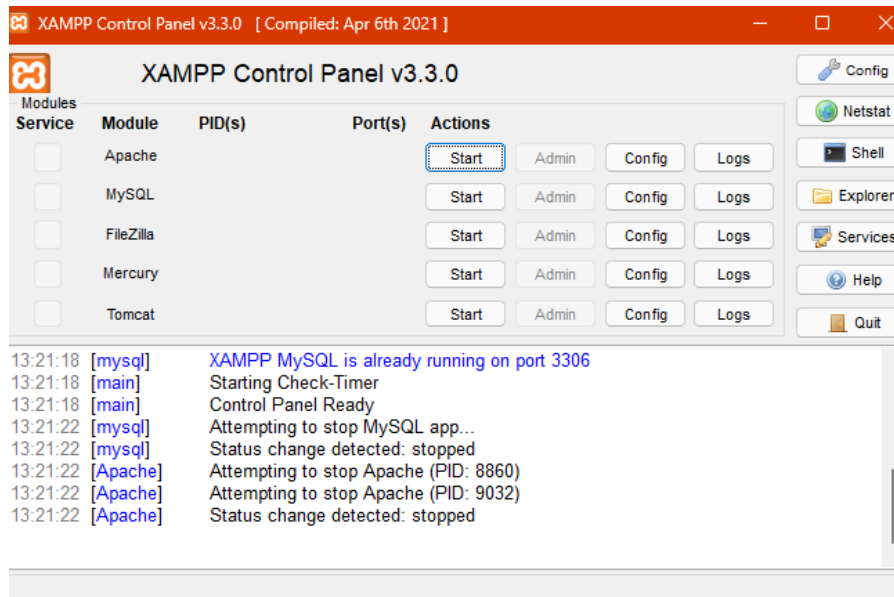 XAMPP Control Panel v3.3.0 [ Compiled: Apr 6th 2021 ]
XAMPP Control Panel v3.3.0
Config
Modules
Service Module PID(s) Port(s) Actions
Netstat
Apache Start Admin Config Logs
Shell
MySQL Start Admin Config Logs
Explorer
FileZilla Start Admin Config Logs
Services
Mercury Start Admin Config Logs
Help
Tomcat Start Admin Config Logs
Quit
13:21:18 [mysql] XAMPP MySQL is already running on port 3306
13:21:18 [main] Starting Check-Timer
13:21:18 [main] Control Panel Ready
13:21:22 [mysql] Attempting to stop MySQL app...
13:21:22 [mysql] Status change detected: stopped
13:21:22 [Apache] Attempting to stop Apache (PID: 8860)
13:21:22 [Apache] Attempting to stop Apache (PID: 9032)
13:21:22 [Apache] Status change detected: stopped